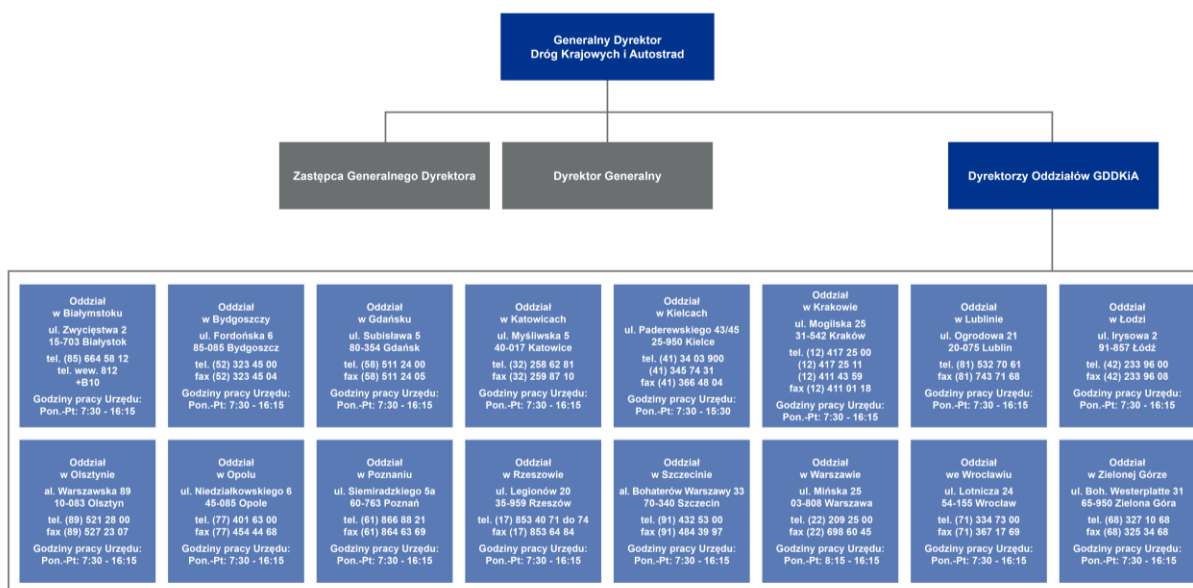 Generalny Dyrektor
Dróg Krajowych i Autostrad
Zastępca Generalnego Dyrektora
Dyrektor Generalny
Dyrektorzy Oddziałów GDDKiA
Oddział
w Białymstoku
ul. Zwycięstwa 2
15-703 Białystok
tel. (85) 664 58 12
tel. wew. 812
+B10
Godziny pracy Urzędu:
Pon.-Pt: 7:30 - 16:15
Oddział
w Bydgoszczy
ul. Fordońska 6
85-085 Bydgoszcz
tel. (52) 323 45 00
fax (52) 323 45 04
Godziny pracy Urzędu:
Pon.-Pt: 7:30 - 16:15
Oddział
w Gdańsku
ul. Subisława 5
80-354 Gdańsk
tel. (58) 511 24 00
fax (58) 511 24 05
Godziny pracy Urzędu:
Pon.-Pt: 7:30 - 16:15
Oddział
w Katowicach
ul. Myśliwska 5
40-017 Katowice
tel. (32) 258 62 81
fax (32) 259 87 10
Godziny pracy Urzędu:
Pon.-Pt: 7:30 - 16:15
Oddział
w Kielcach
ul. Paderewskiego 43/45
25-950 Kielce
tel. (41) 34 03 900
(41) 345 74 31
fax (41) 366 48 04
Godziny pracy Urzędu:
Pon.-Pt: 7:30 - 15:30
Oddział
w Krakowie
ul. Mogilska 25
31-542 Kraków
tel. (12) 417 25 00
(12) 417 25 11
(12) 411 43 59
fax (12) 411 01 18
Godziny pracy Urzędu:
Pon.-Pt: 7:30 - 16:15
Oddział
w Lublinie
ul. Ogrodowa 21
20-075 Lublin
tel. (81) 532 70 61
fax (81) 743 71 68
Godziny pracy Urzędu:
Pon.-Pt: 7:30 - 16:15
Oddział
w Łodzi
ul. Irysowa 2
91-857 Łódź
tel. (42) 233 96 00
fax (42) 233 96 08
Godziny pracy Urzędu:
Pon.-Pt: 7:30 - 16:15
Oddział
w Olsztynie
al. Warszawska 89
10-083 Olsztyn
tel. (89) 521 28 00
fax (89) 527 23 07
Godziny pracy Urzędu:
Pon.-Pt: 7:30 - 16:15
Oddział
w Opolu
ul. Niedziałkowskiego 6
45-085 Opole
tel. (77) 401 63 00
fax (77) 454 44 68
Godziny pracy Urzędu:
Pon.-Pt: 7:30 - 16:15
Oddział
w Poznaniu
ul. Siemiradzkiego 5a
60-763 Poznań
tel. (61) 866 88 21
fax (61) 864 63 69
Godziny pracy Urzędu:
Pon.-Pt: 7:30 - 16:15
Oddział
w Rzeszowie
ul. Legionów 20
35-959 Rzeszów
tel. (17) 853 40 71 do 74
fax (17) 853 64 84
Godziny pracy Urzędu:
Pon.-Pt: 7:30 - 16:15
Oddział
w Szczecinie
al. Bohaterów Warszawy 33
70-340 Szczecin
tel. (91) 432 53 00
fax (91) 484 39 97
Godziny pracy Urzędu:
Pon.-Pt: 7:30 - 16:15
Oddział
w Warszawie
ul. Mińska 25
03-808 Warszawa
tel. (22) 209 25 00
fax (22) 698 60 45
Godziny pracy Urzędu:
Pon.-Pt: 8:15 - 16:15
Oddział
we Wrocławiu
ul. Lotnicza 24
54-155 Wrocław
tel. (71) 334 73 00
fax (71) 367 17 69
Godziny pracy Urzędu:
Pon.-Pt: 7:30 - 16:15
Oddział
w Zielonej Górze
ul. Boh. Westerplatte 31
65-950 Zielona Góra
tel. (68) 327 10 68
fax (68) 325 34 68
Godziny pracy Urzędu:
Pon.-Pt: 7:30 - 16:15